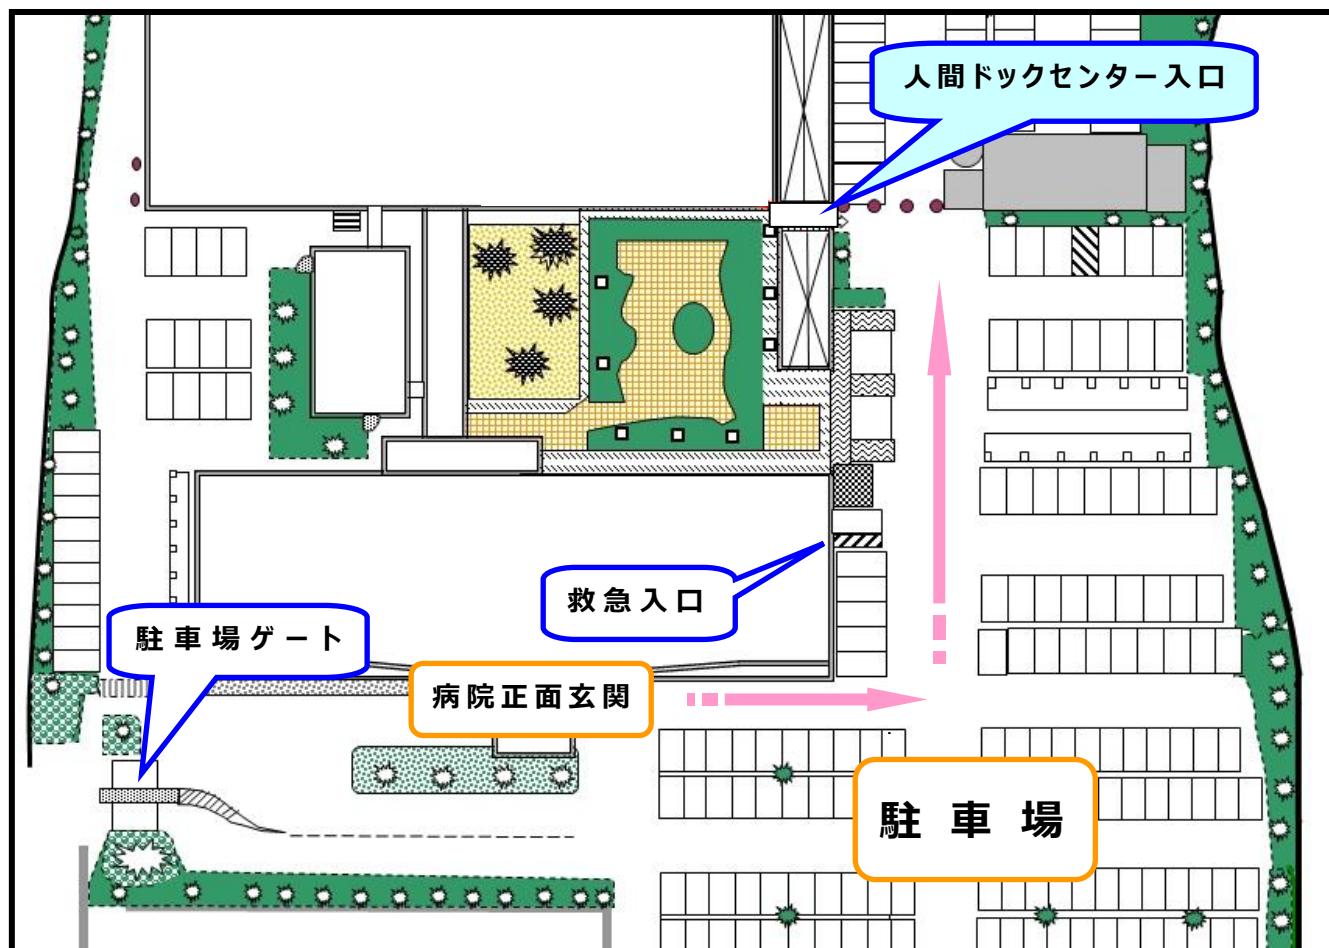 人間ドックセンター入口
救急入口
駐車場ゲート
病院正面玄関
駐車場